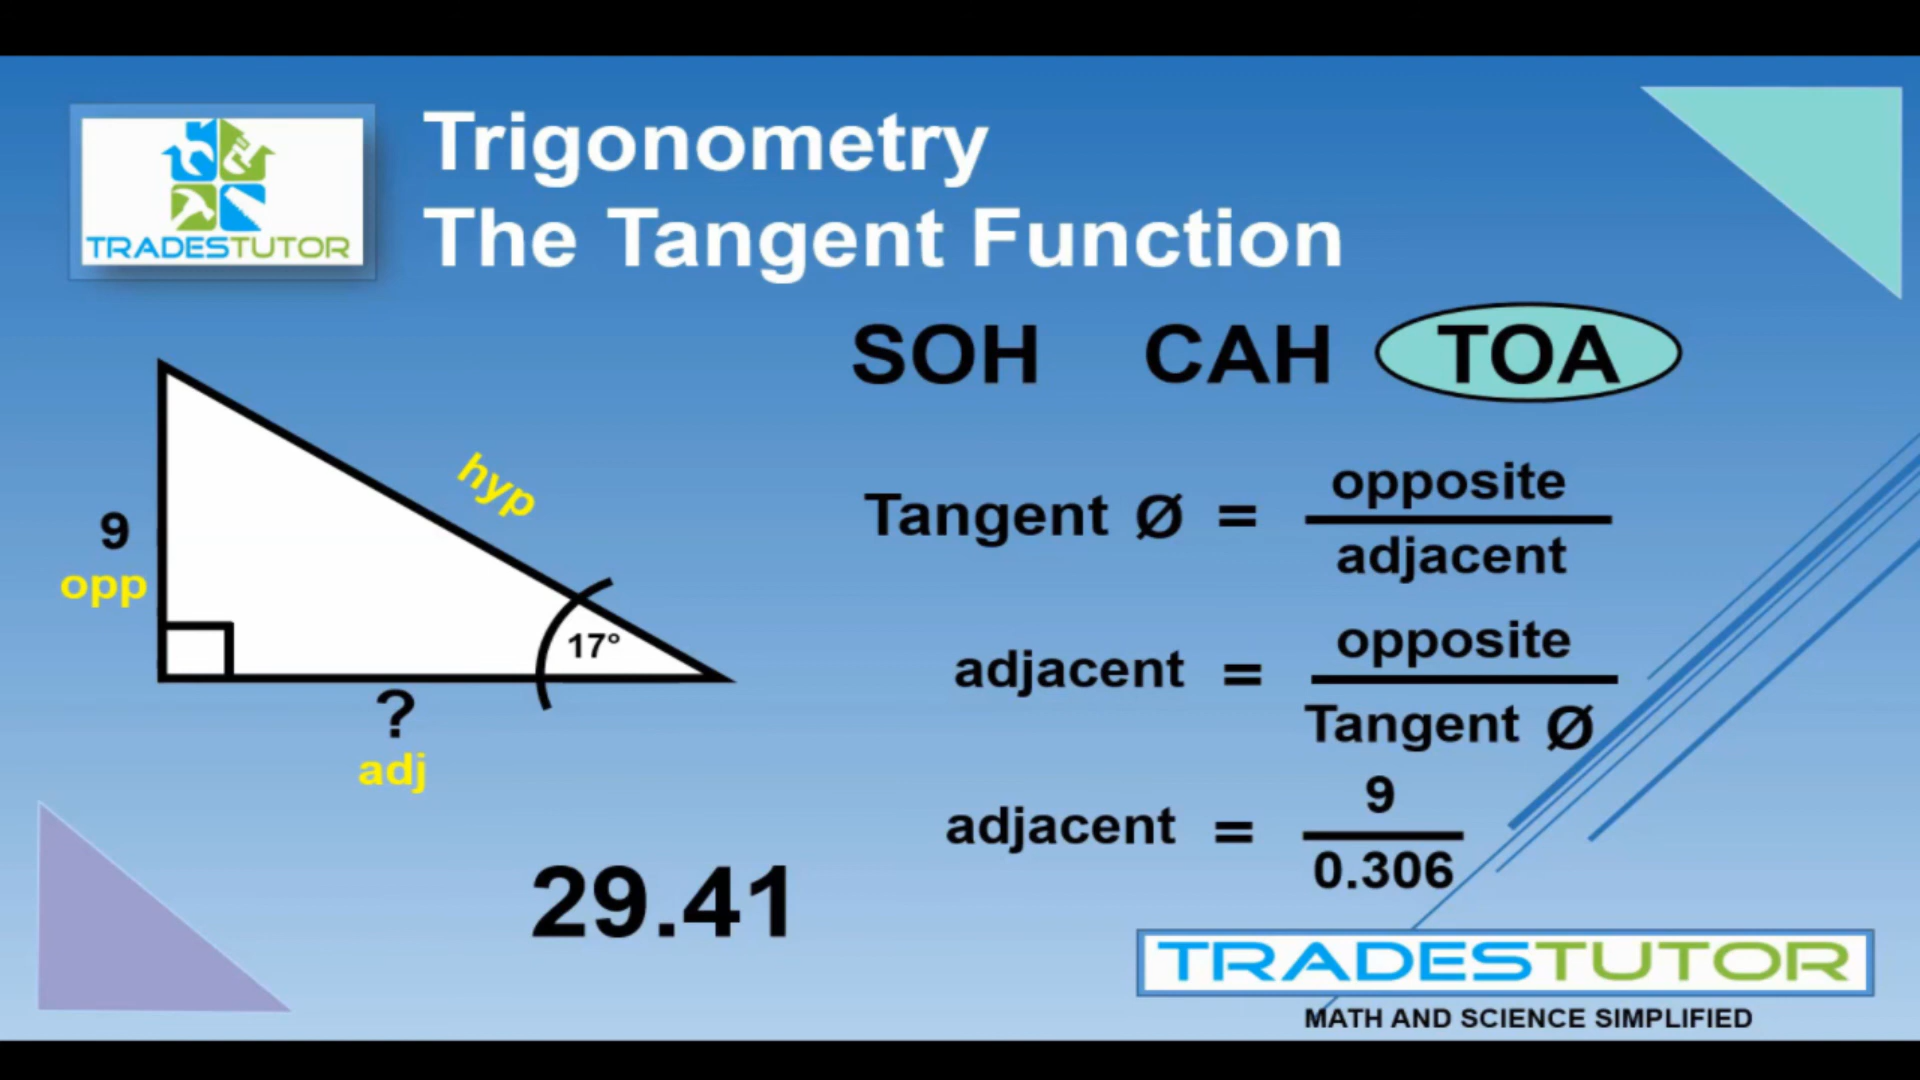 TRADESTUTOR
Trigonometry
The Tangent Function
SOH CAH TOA
hyp
9
opp
17°
?
adj
Tangent Ø = opposite
adjacent
adjacent = opposite
Tangent Ø
adjacent = 9
0.306
29.41
TRADESTUTOR
MATH AND SCIENCE SIMPLIFIED